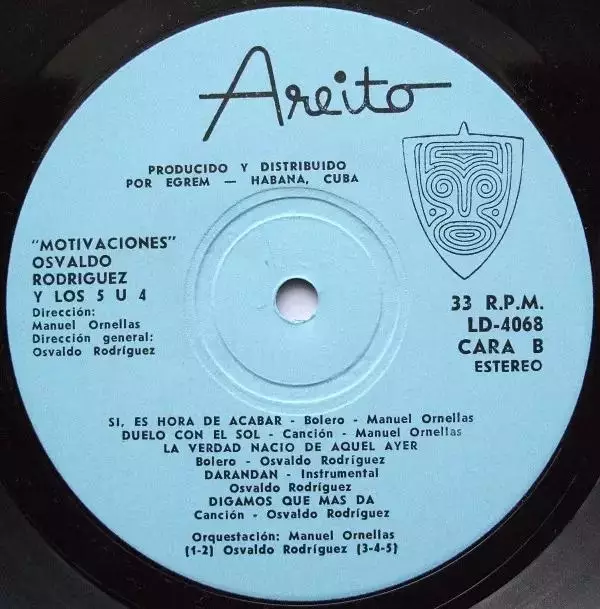 Areito
PRODUCIDO Y DISTRIBUIDO
POR EGREM — HABANA, CUBA
"MOTIVACIONES"
OSVALDO
RODRIGUEZ
Y LOS 5 U 4
Dirección:
Manuel Ornellas
Dirección general:
Osvaldo Rodríguez
33 R.P.M.
LD-4068
CARA B
ESTEREO
SI, ES HORA DE ACABAR - Bolero - Manuel Ornellas
DUELO CON EL SOL - Canción - Manuel Ornellas
LA VERDAD NACIO DE AQUEL AYER
Bolero - Osvaldo Rodríguez
DARANDAN - Instrumental
Osvaldo Rodríguez
DIGAMOS QUE MAS DA
Canción - Osvaldo Rodríguez
Orquestación: Manuel Ornellas
(1-2) Osvaldo Rodríguez (3-4-5)